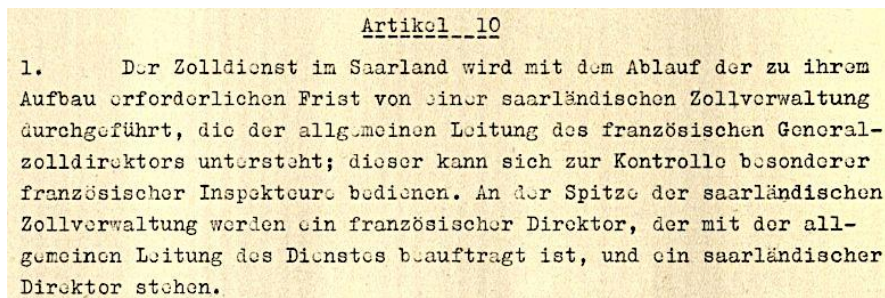 Artikel 10
1. Der Zolldienst im Saarland wird mit dem Ablauf der zu ihrem
Aufbau erforderlichen Frist von einer saarländischen Zollverwaltung
durchgeführt, die der allgemeinen Leitung des französischen General-
zolldirektors untersteht; dieser kann sich zur Kontrolle besonderer
französischer Inspekteure bedienen. An der Spitze der saarländischen
Zollverwaltung werden ein französischer Direktor, der mit der all-
gemeinen Leitung des Dienstes beauftragt ist, und ein saarländischer
Direktor stehen.